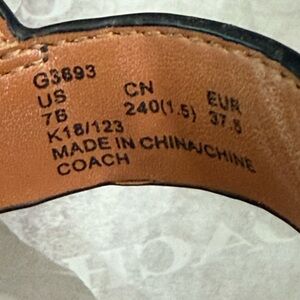 G3693
US CN EUR
7B 240(1.5) 37.5
K18/123
MADE IN CHINA/CHINE
COACH